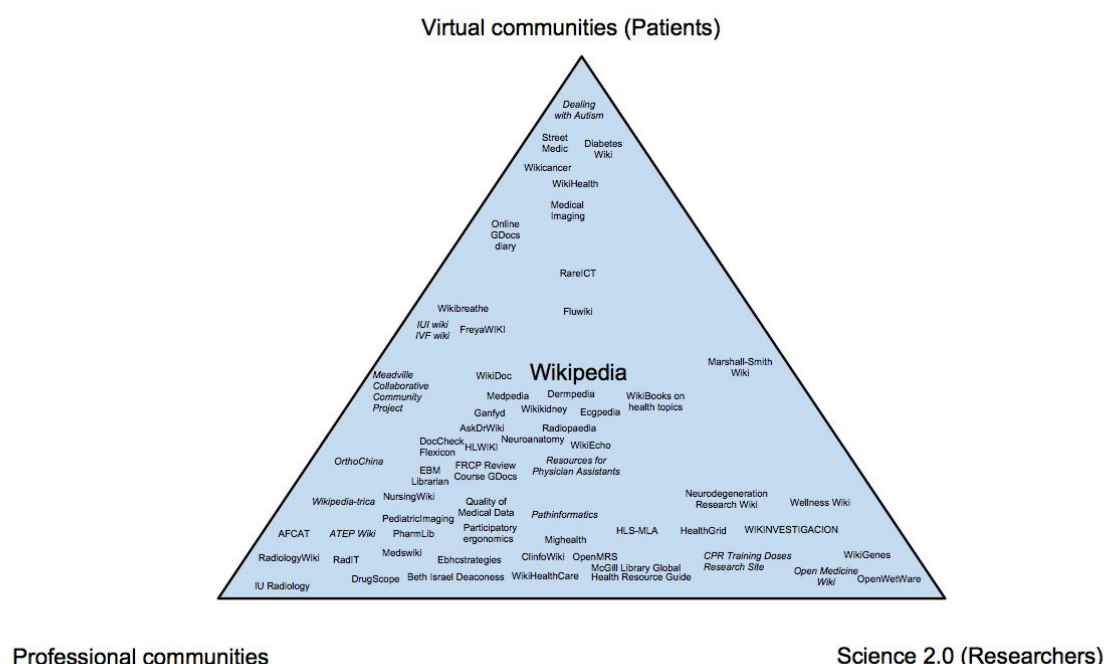 Virtual communities (Patients)
Dealing
with Autism
Street
Medic
Diabetes
Wiki
Wikicancer
WikiHealth
Medical
Imaging
Online
GDocs
diary
RareICT
Wikibreathe
Fluwiki
IUI wiki
IVF wiki
FreyaWIKI
Marshall-Smith
Wiki
Wikipedia
Meadville
Collaborative
Community
Project
WikiDoc
Medpedia
Dermpedia
WikiBooks on
health topics
Ganfyd
Wikikidney
Ecgpedia
AskDrWiki
Radiopaedia
DocCheck
Flexicon
HLWIKI
Neuroanatomy
WikiEcho
OrthoChina
EBM
Librarian
FRCP Review
Course GDocs
Resources for
Physician Assistants
Wikipedia-trica
NursingWiki
Quality of
Medical Data
Neurodegeneration
Research Wiki
Wellness Wiki
PediatricImaging
Pathinformatics
AFCAT
ATEP Wiki
PharmLib
Participatory
ergonomics
Mighealth
HLS-MLA
HealthGrid
WIKINVESTIGACION
RadiologyWiki
RadIT
Medswiki
Ebhcstrategies
ClinfoWiki
OpenMRS
McGill Library Global
Health Resource Guide
CPR Training Doses
Research Site
WikiGenes
IU Radiology
DrugScope
Beth Israel Deaconess
WikiHealthCare
Open Medicine
Wiki
OpenWetWare
Professional communities
Science 2.0 (Researchers)